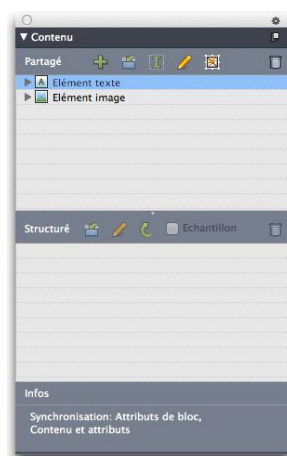 Contenu
Partagé
A Elément texte
Elément image
Structuré Echantillon
Infos
Synchronisation: Attributs de bloc,
Contenu et attributs